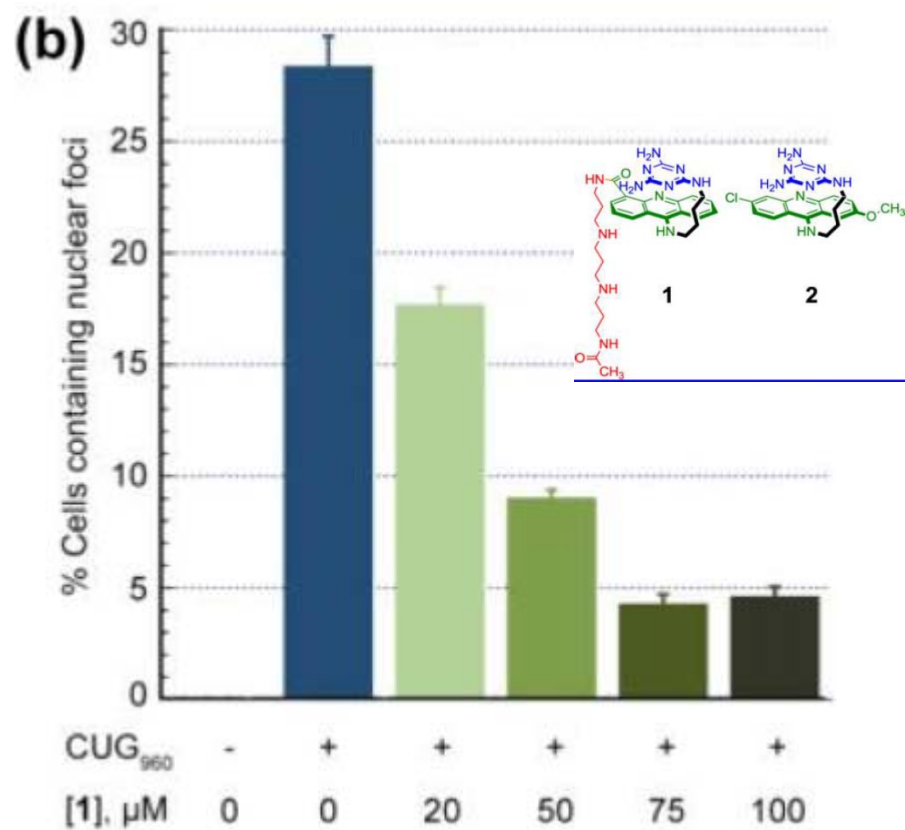 (b)
% Cells containing nuclear foci
30
25
20
15
10
5
0
CUG960 - + + + + +
[1], μM 0 0 20 50 75 100
H2N
N N
H2N N NH
HN O
N
HN
NH
NH
NH
O
CH3
1
H2N
N N
H2N N NH
Cl N
O CH3
HN
2